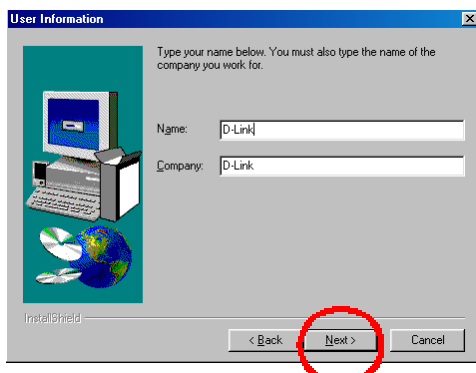 User Information
Type your name below. You must also type the name of the
company you work for.
Name: D-Link
Company: D-Link
InstallShield
< Back Next > Cancel